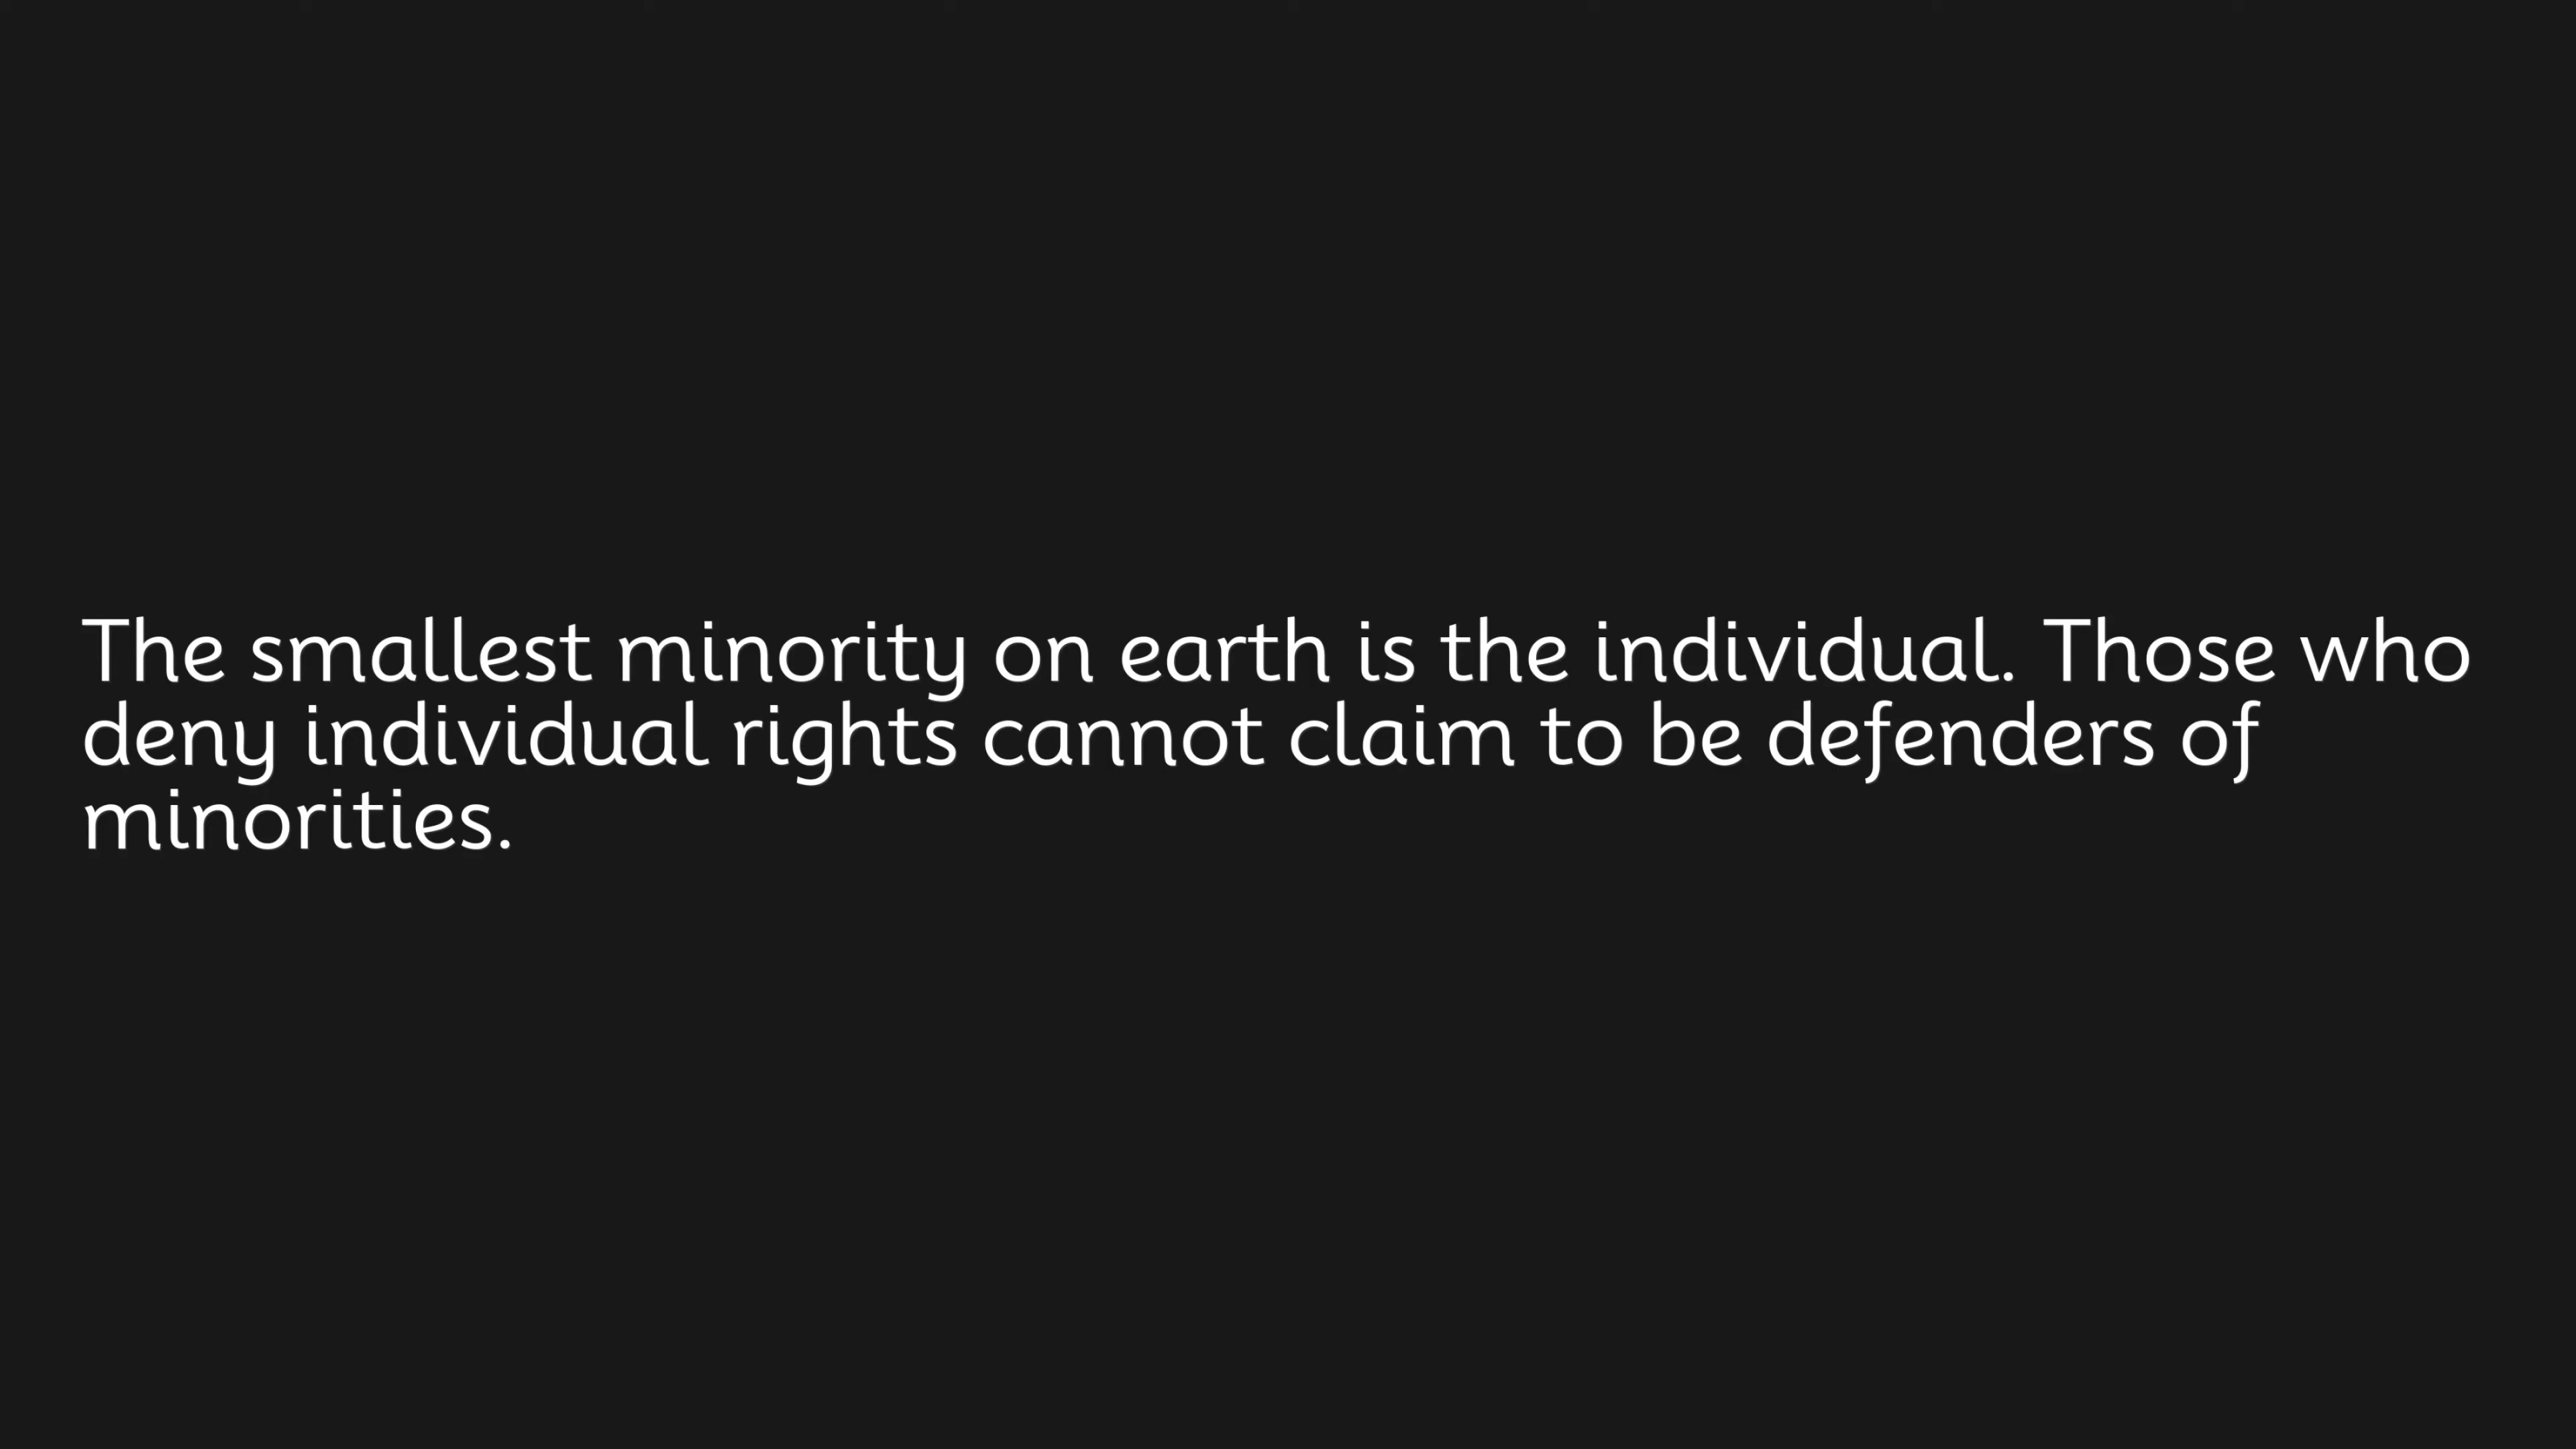 The smallest minority on earth is the individual. Those who
deny individual rights cannot claim to be defenders of
minorities.